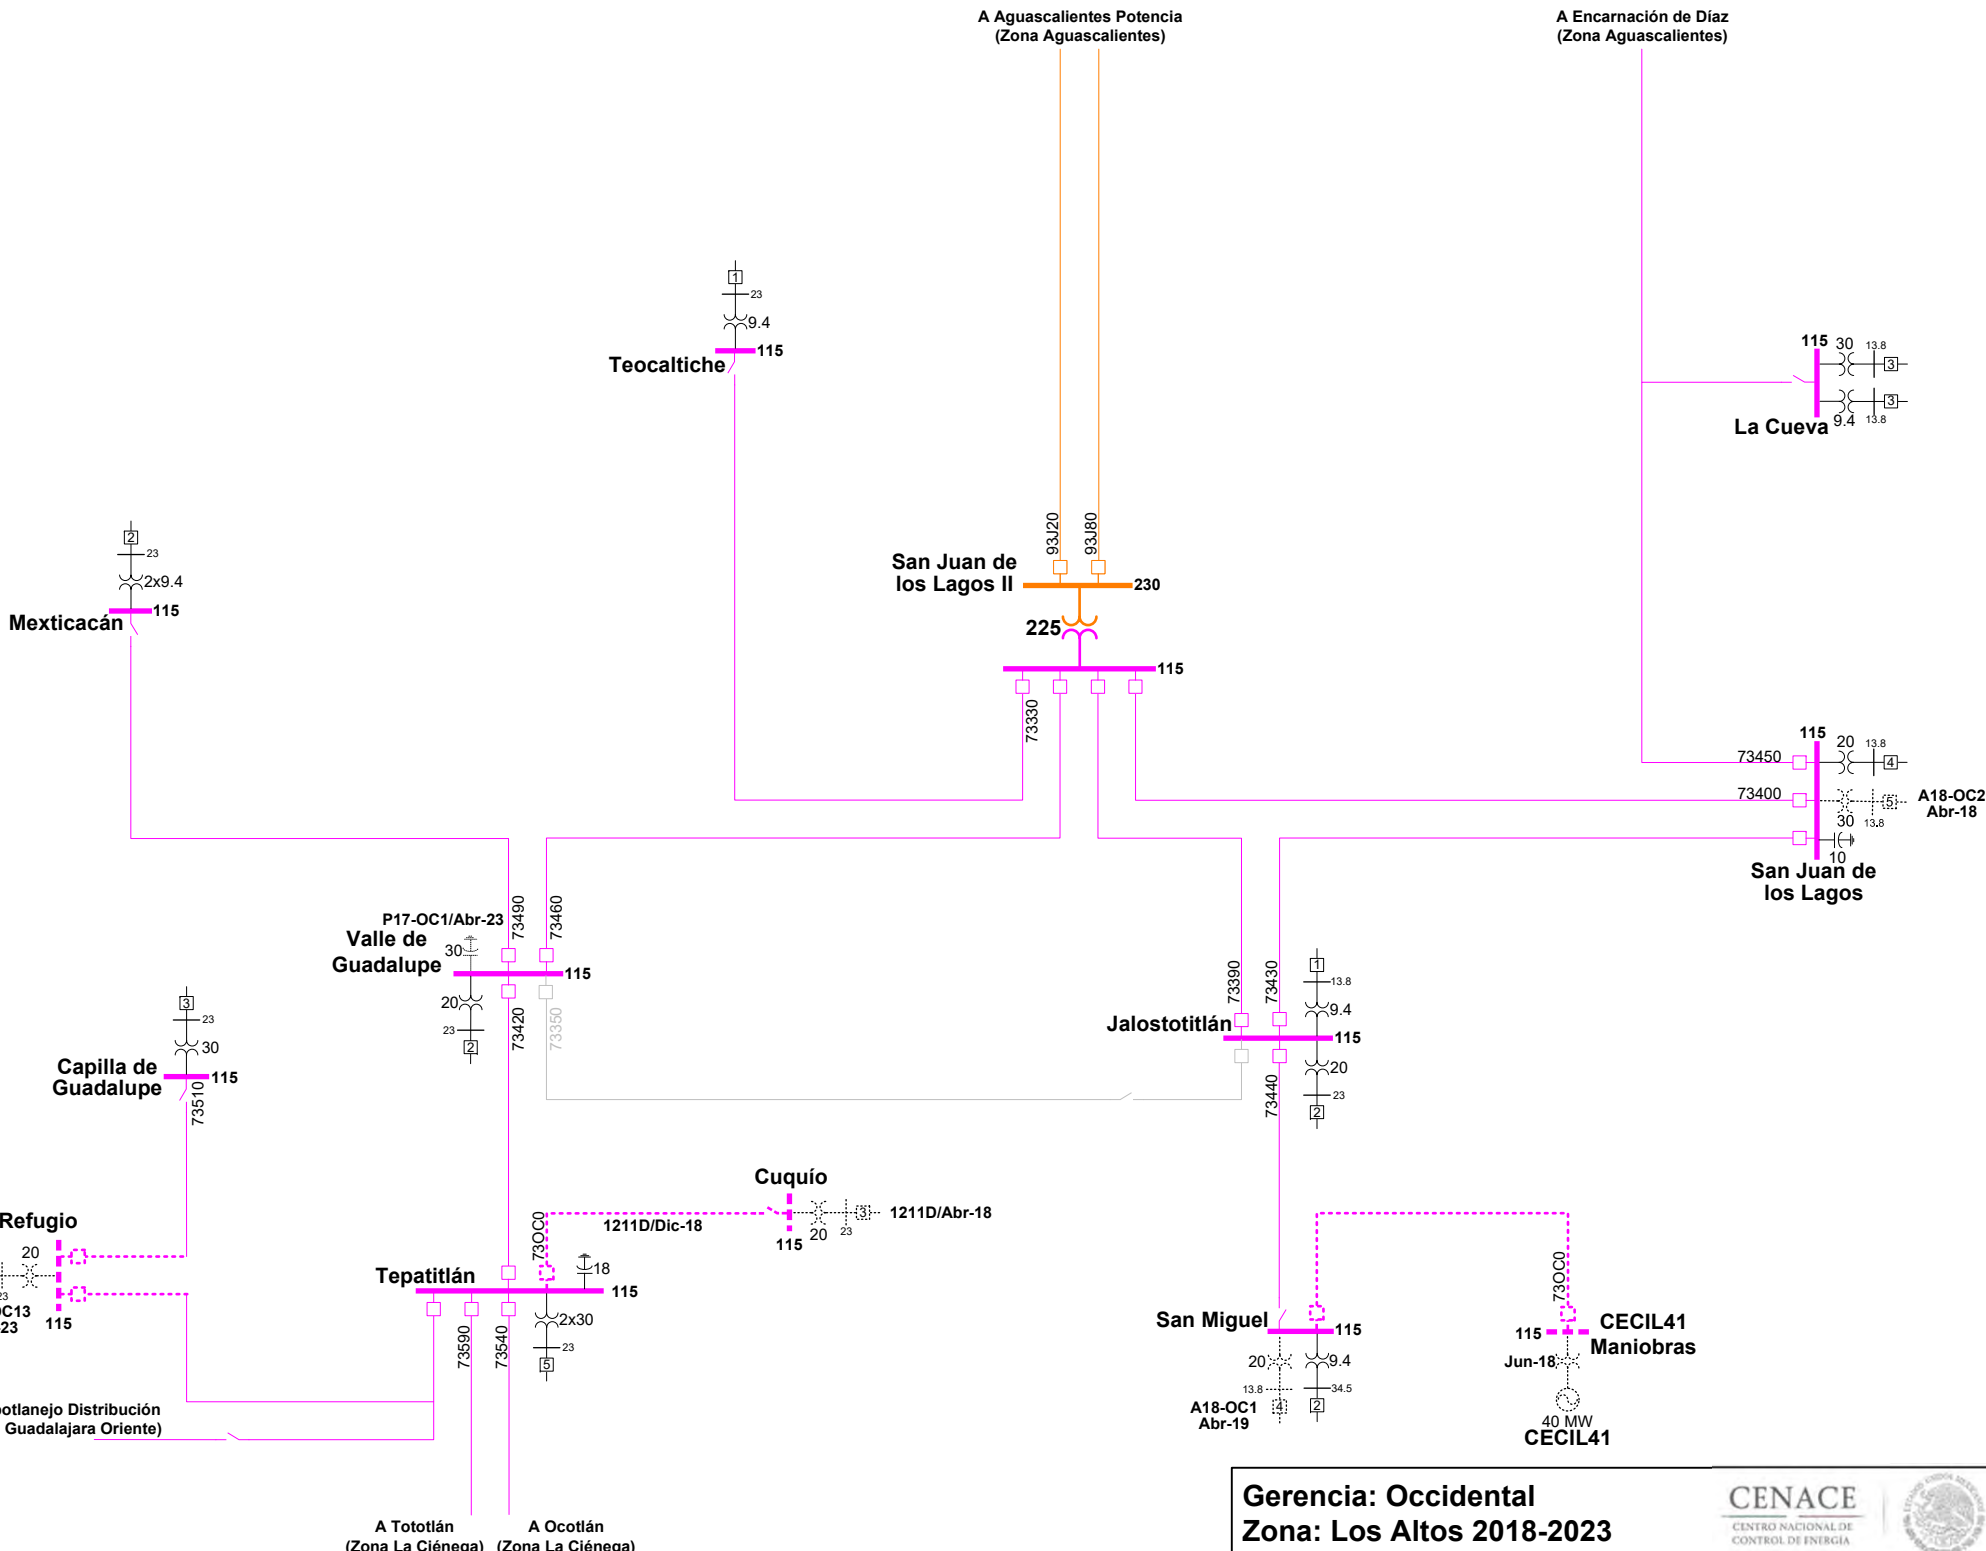 A Aguascalientes Potencia
(Zona Aguascalientes)
A Encarnación de Díaz
(Zona Aguascalientes)
1
23
9.4
115
Teocaltiche
115
30
13.8
3
3
9.4
13.8
La Cueva
2
23
2x9.4
115
Mexticacán
93J20
93J80
San Juan de
los Lagos II
230
225
115
73330
115
20
13.8
4
73450
73400
5
A18-OC2
Abr-18
30
13.8
10
San Juan de
los Lagos
P17-OC1/Abr-23
73490
73460
Valle de
Guadalupe
30
115
20
23
2
73420
73350
73390
73430
1
13.8
9.4
Jalostotitlán
115
20
23
2
73440
3
23
30
Capilla de
Guadalupe
115
73510
Cuquío
1211D/Dic-18
3
1211D/Abr-18
20
23
115
73OC0
Refugio
20
23
OC13
-23
115
Tepatitlán
18
115
2x30
23
5
73590
73540
San Miguel
115
20
9.4
13.8
34.5
A18-OC1
Abr-19
4
2
73OC0
115
CECIL41
Maniobras
Jun-18
40 MW
CECIL41
potlanejo Distribución
Guadalajara Oriente)
A Tototlán
(Zona La Ciénega)
A Ocotlán
(Zona La Ciénega)
Gerencia: Occidental
Zona: Los Altos 2018-2023
CENACE
CENTRO NACIONAL DE
CONTROL DE ENERGÍA